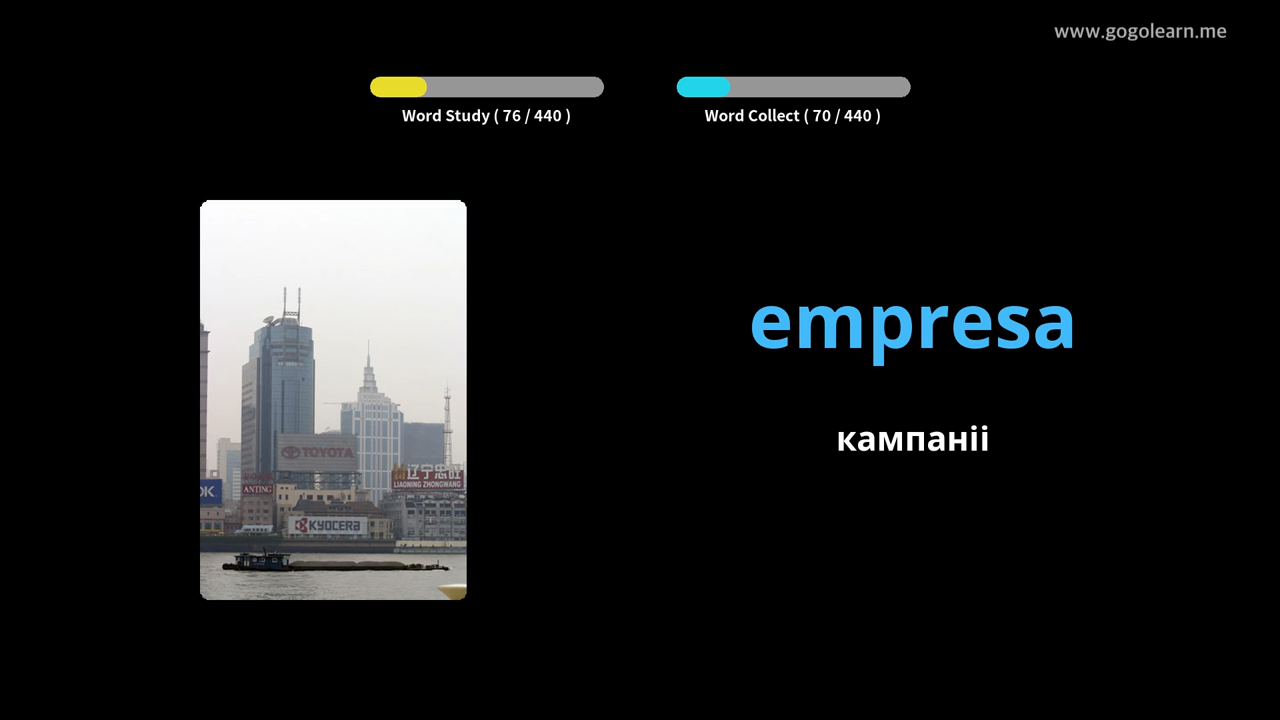 www.gogolearn.me
Word Study ( 76 / 440 )
Word Collect ( 70 / 440 )
empresa
кампаніі
TOYOTA
辽宁忠旺
LIAONING ZHONGWANG
ANTING
KYOCERA